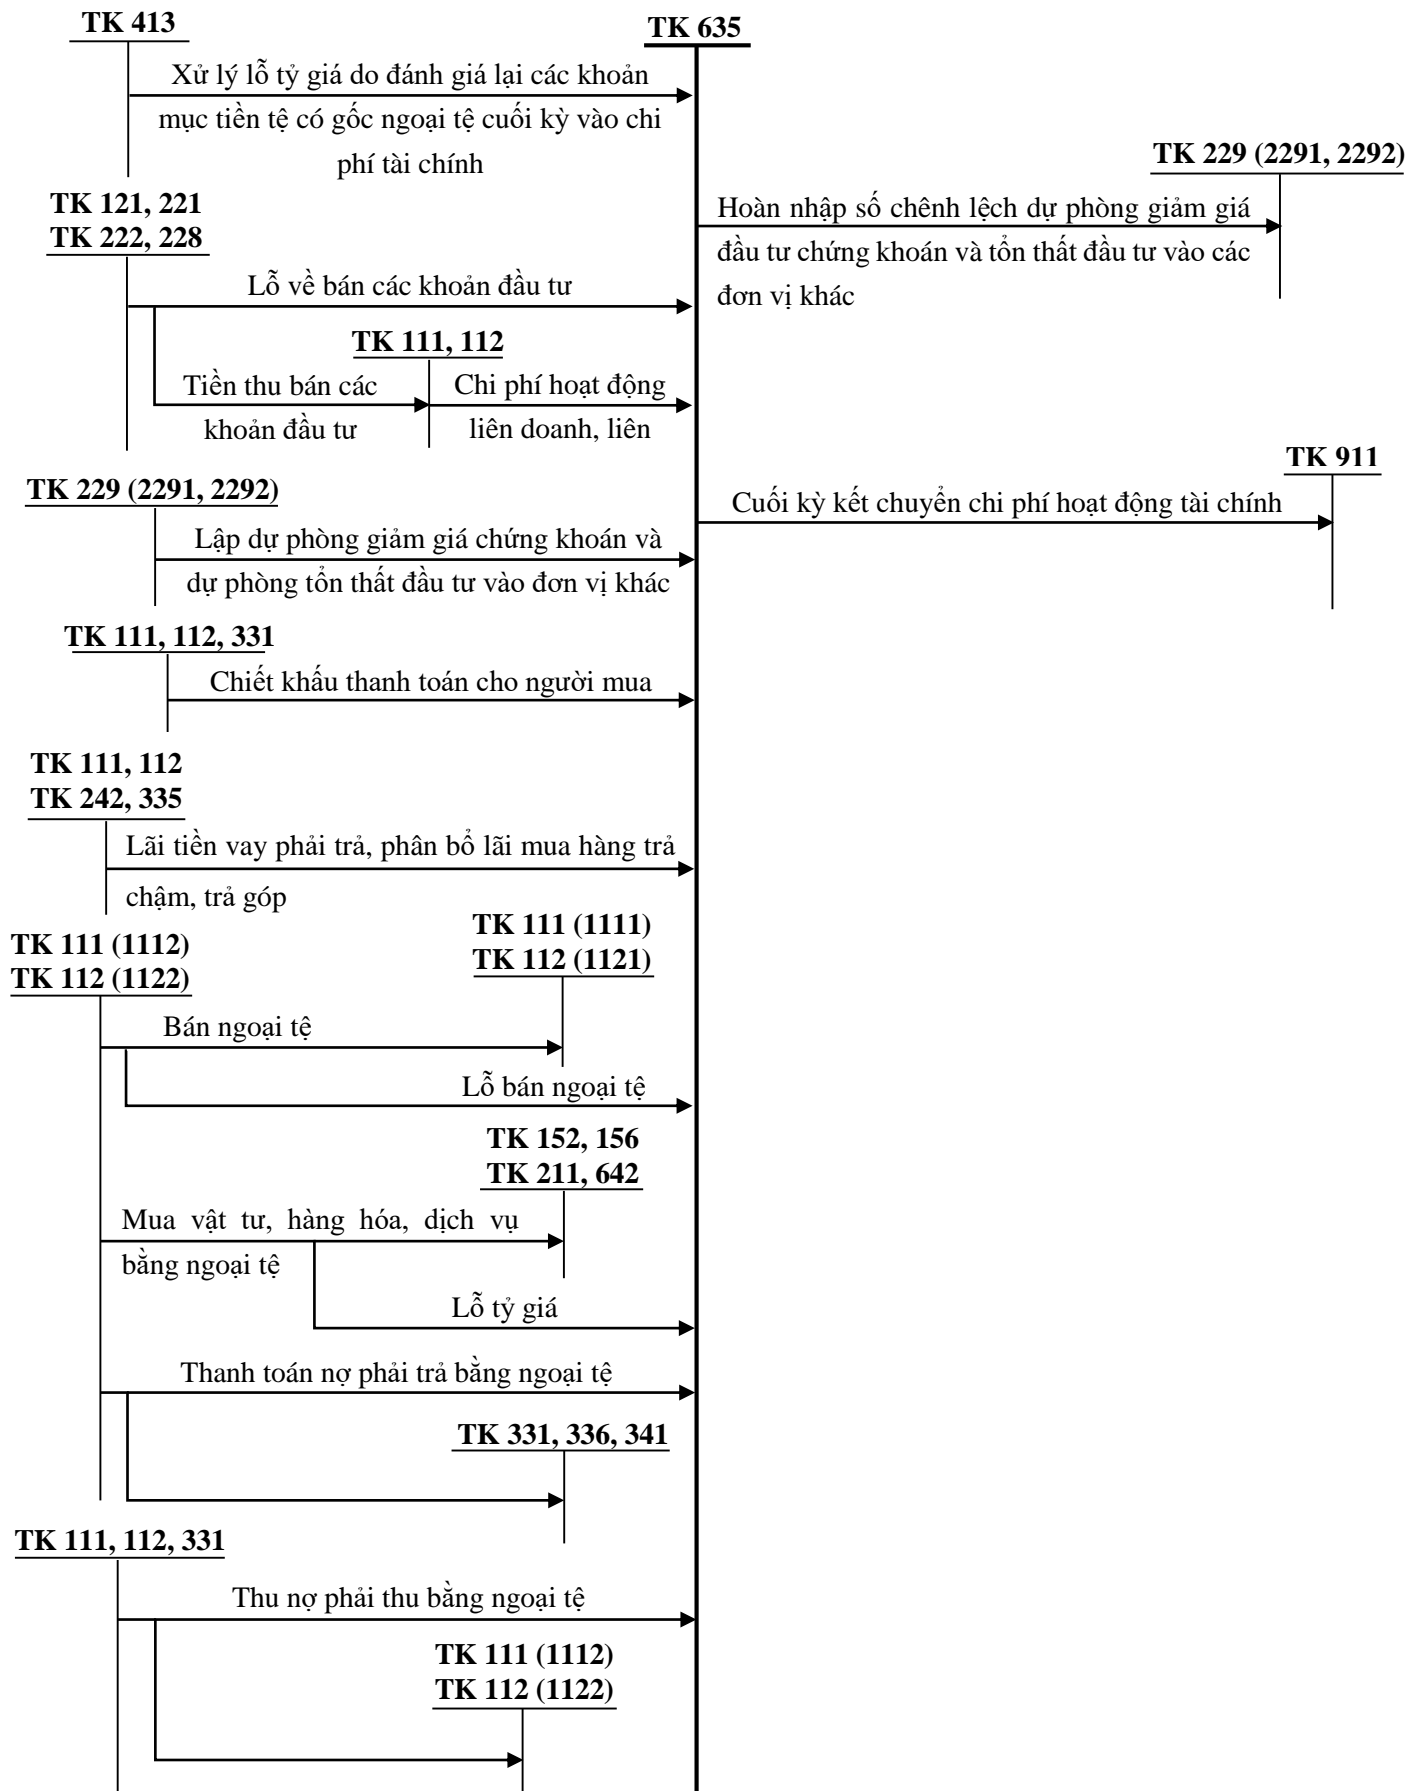 TK 413
TK 635
Xử lý lỗ tỷ giá do đánh giá lại các khoản
mục tiền tệ có gốc ngoại tệ cuối kỳ vào chi
phí tài chính
TK 229 (2291, 2292)
Hoàn nhập số chênh lệch dự phòng giảm giá
đầu tư chứng khoán và tổn thất đầu tư vào các
đơn vị khác
TK 121, 221
TK 222, 228
Lỗ về bán các khoản đầu tư
TK 111, 112
Tiền thu bán các
khoản đầu tư
Chi phí hoạt động
liên doanh, liên
TK 911
Cuối kỳ kết chuyển chi phí hoạt động tài chính
TK 229 (2291, 2292)
Lập dự phòng giảm giá chứng khoán và
dự phòng tổn thất đầu tư vào đơn vị khác
TK 111, 112, 331
Chiết khấu thanh toán cho người mua
TK 111, 112
TK 242, 335
Lãi tiền vay phải trả, phân bổ lãi mua hàng trả
chậm, trả góp
TK 111 (1112)
TK 112 (1122)
TK 111 (1111)
TK 112 (1121)
Bán ngoại tệ
Lỗ bán ngoại tệ
TK 152, 156
TK 211, 642
Mua vật tư, hàng hóa, dịch vụ
bằng ngoại tệ
Lỗ tỷ giá
Thanh toán nợ phải trả bằng ngoại tệ
TK 331, 336, 341
TK 111, 112, 331
Thu nợ phải thu bằng ngoại tệ
TK 111 (1112)
TK 112 (1122)